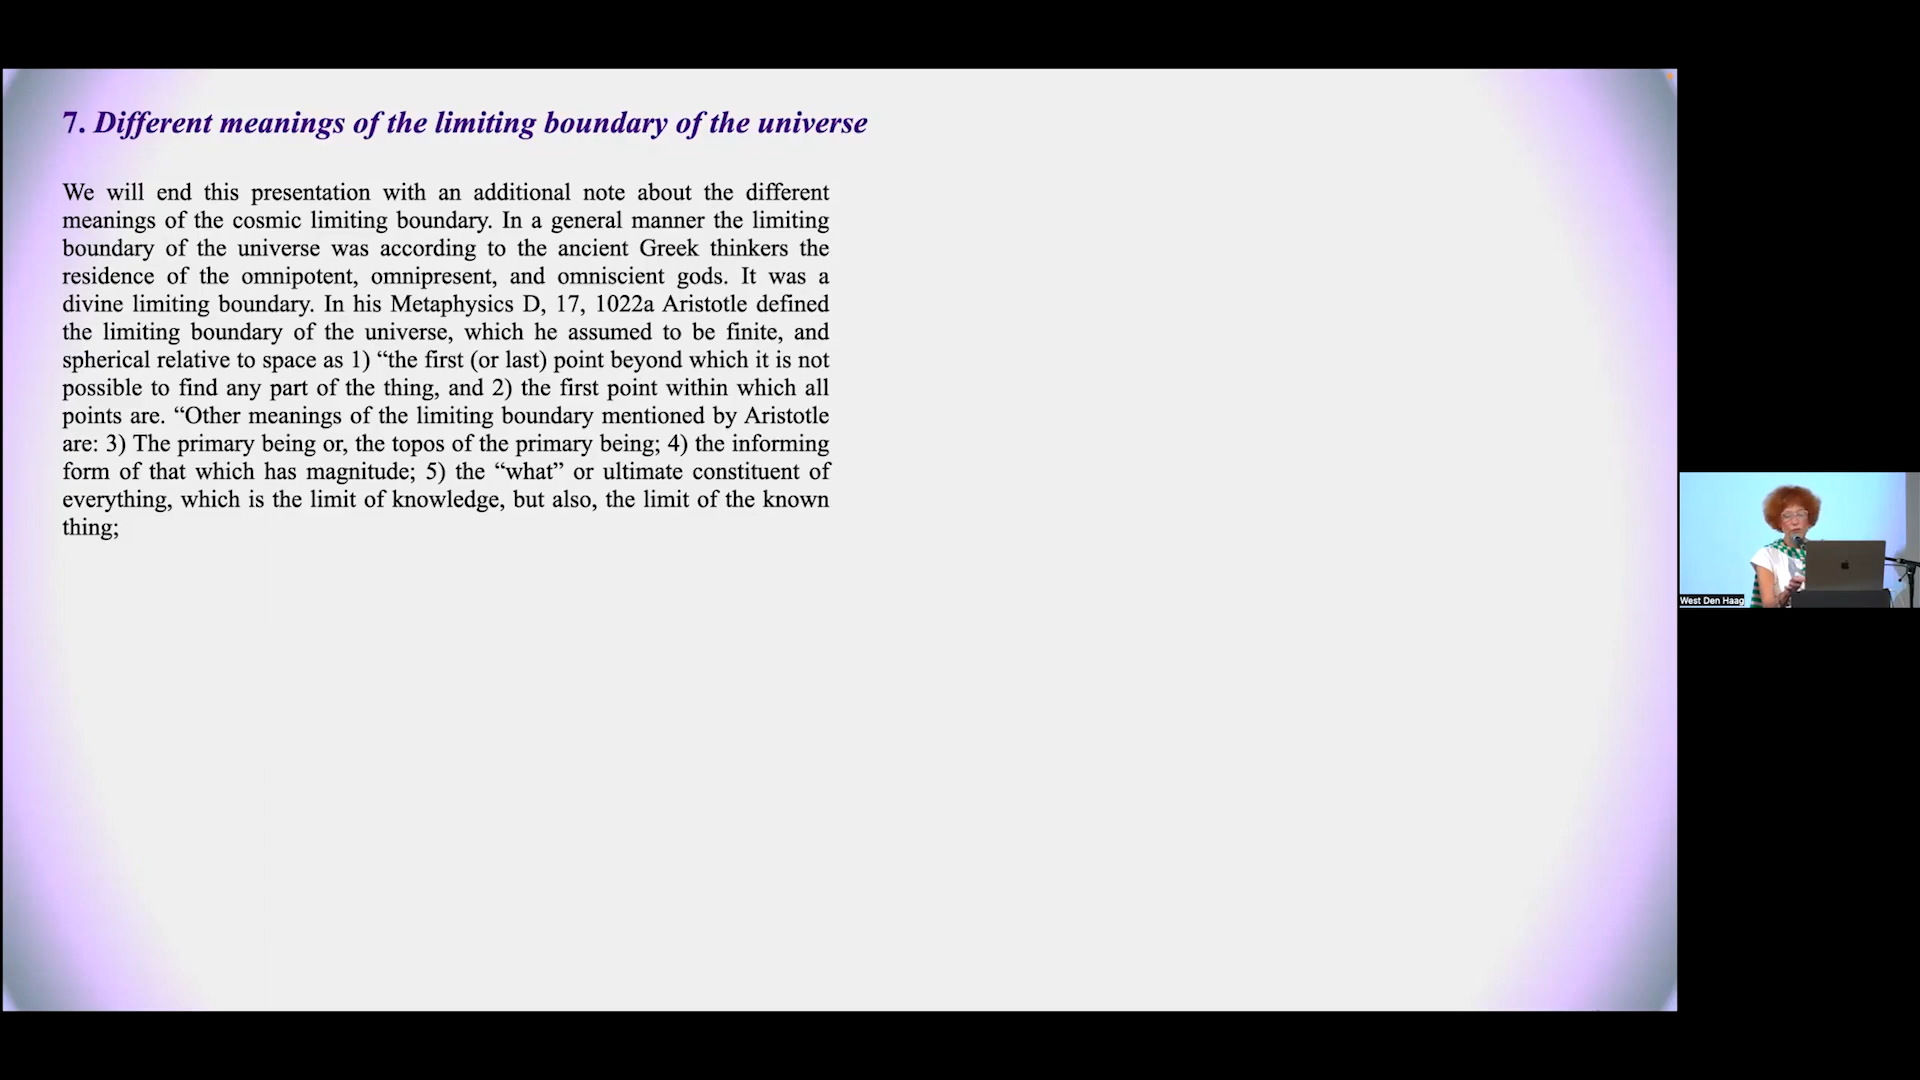 7. Different meanings of the limiting boundary of the universe
We will end this presentation with an additional note about the different
meanings of the cosmic limiting boundary. In a general manner the limiting
boundary of the universe was according to the ancient Greek thinkers the
residence of the omnipotent, omnipresent, and omniscient gods. It was a
divine limiting boundary. In his Metaphysics D, 17, 1022a Aristotle defined
the limiting boundary of the universe, which he assumed to be finite, and
spherical relative to space as 1) “the first (or last) point beyond which it is not
possible to find any part of the thing, and 2) the first point within which all
points are. “Other meanings of the limiting boundary mentioned by Aristotle
are: 3) The primary being or, the topos of the primary being; 4) the informing
form of that which has magnitude; 5) the “what” or ultimate constituent of
everything, which is the limit of knowledge, but also, the limit of the known
thing;
West Den Haag